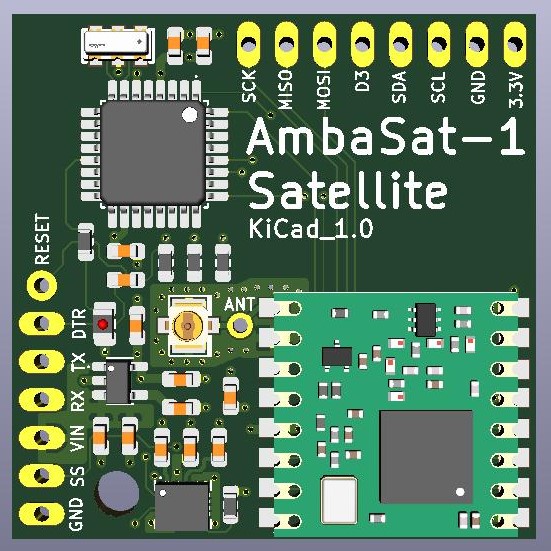 SCK
MISO
MOSI
D3
SDA
SCL
GND
3.3V
AmbaSat-1
Satellite
KiCad_1.0
RESET
ANT
DTR
TX
RX
VIN
SS
GND